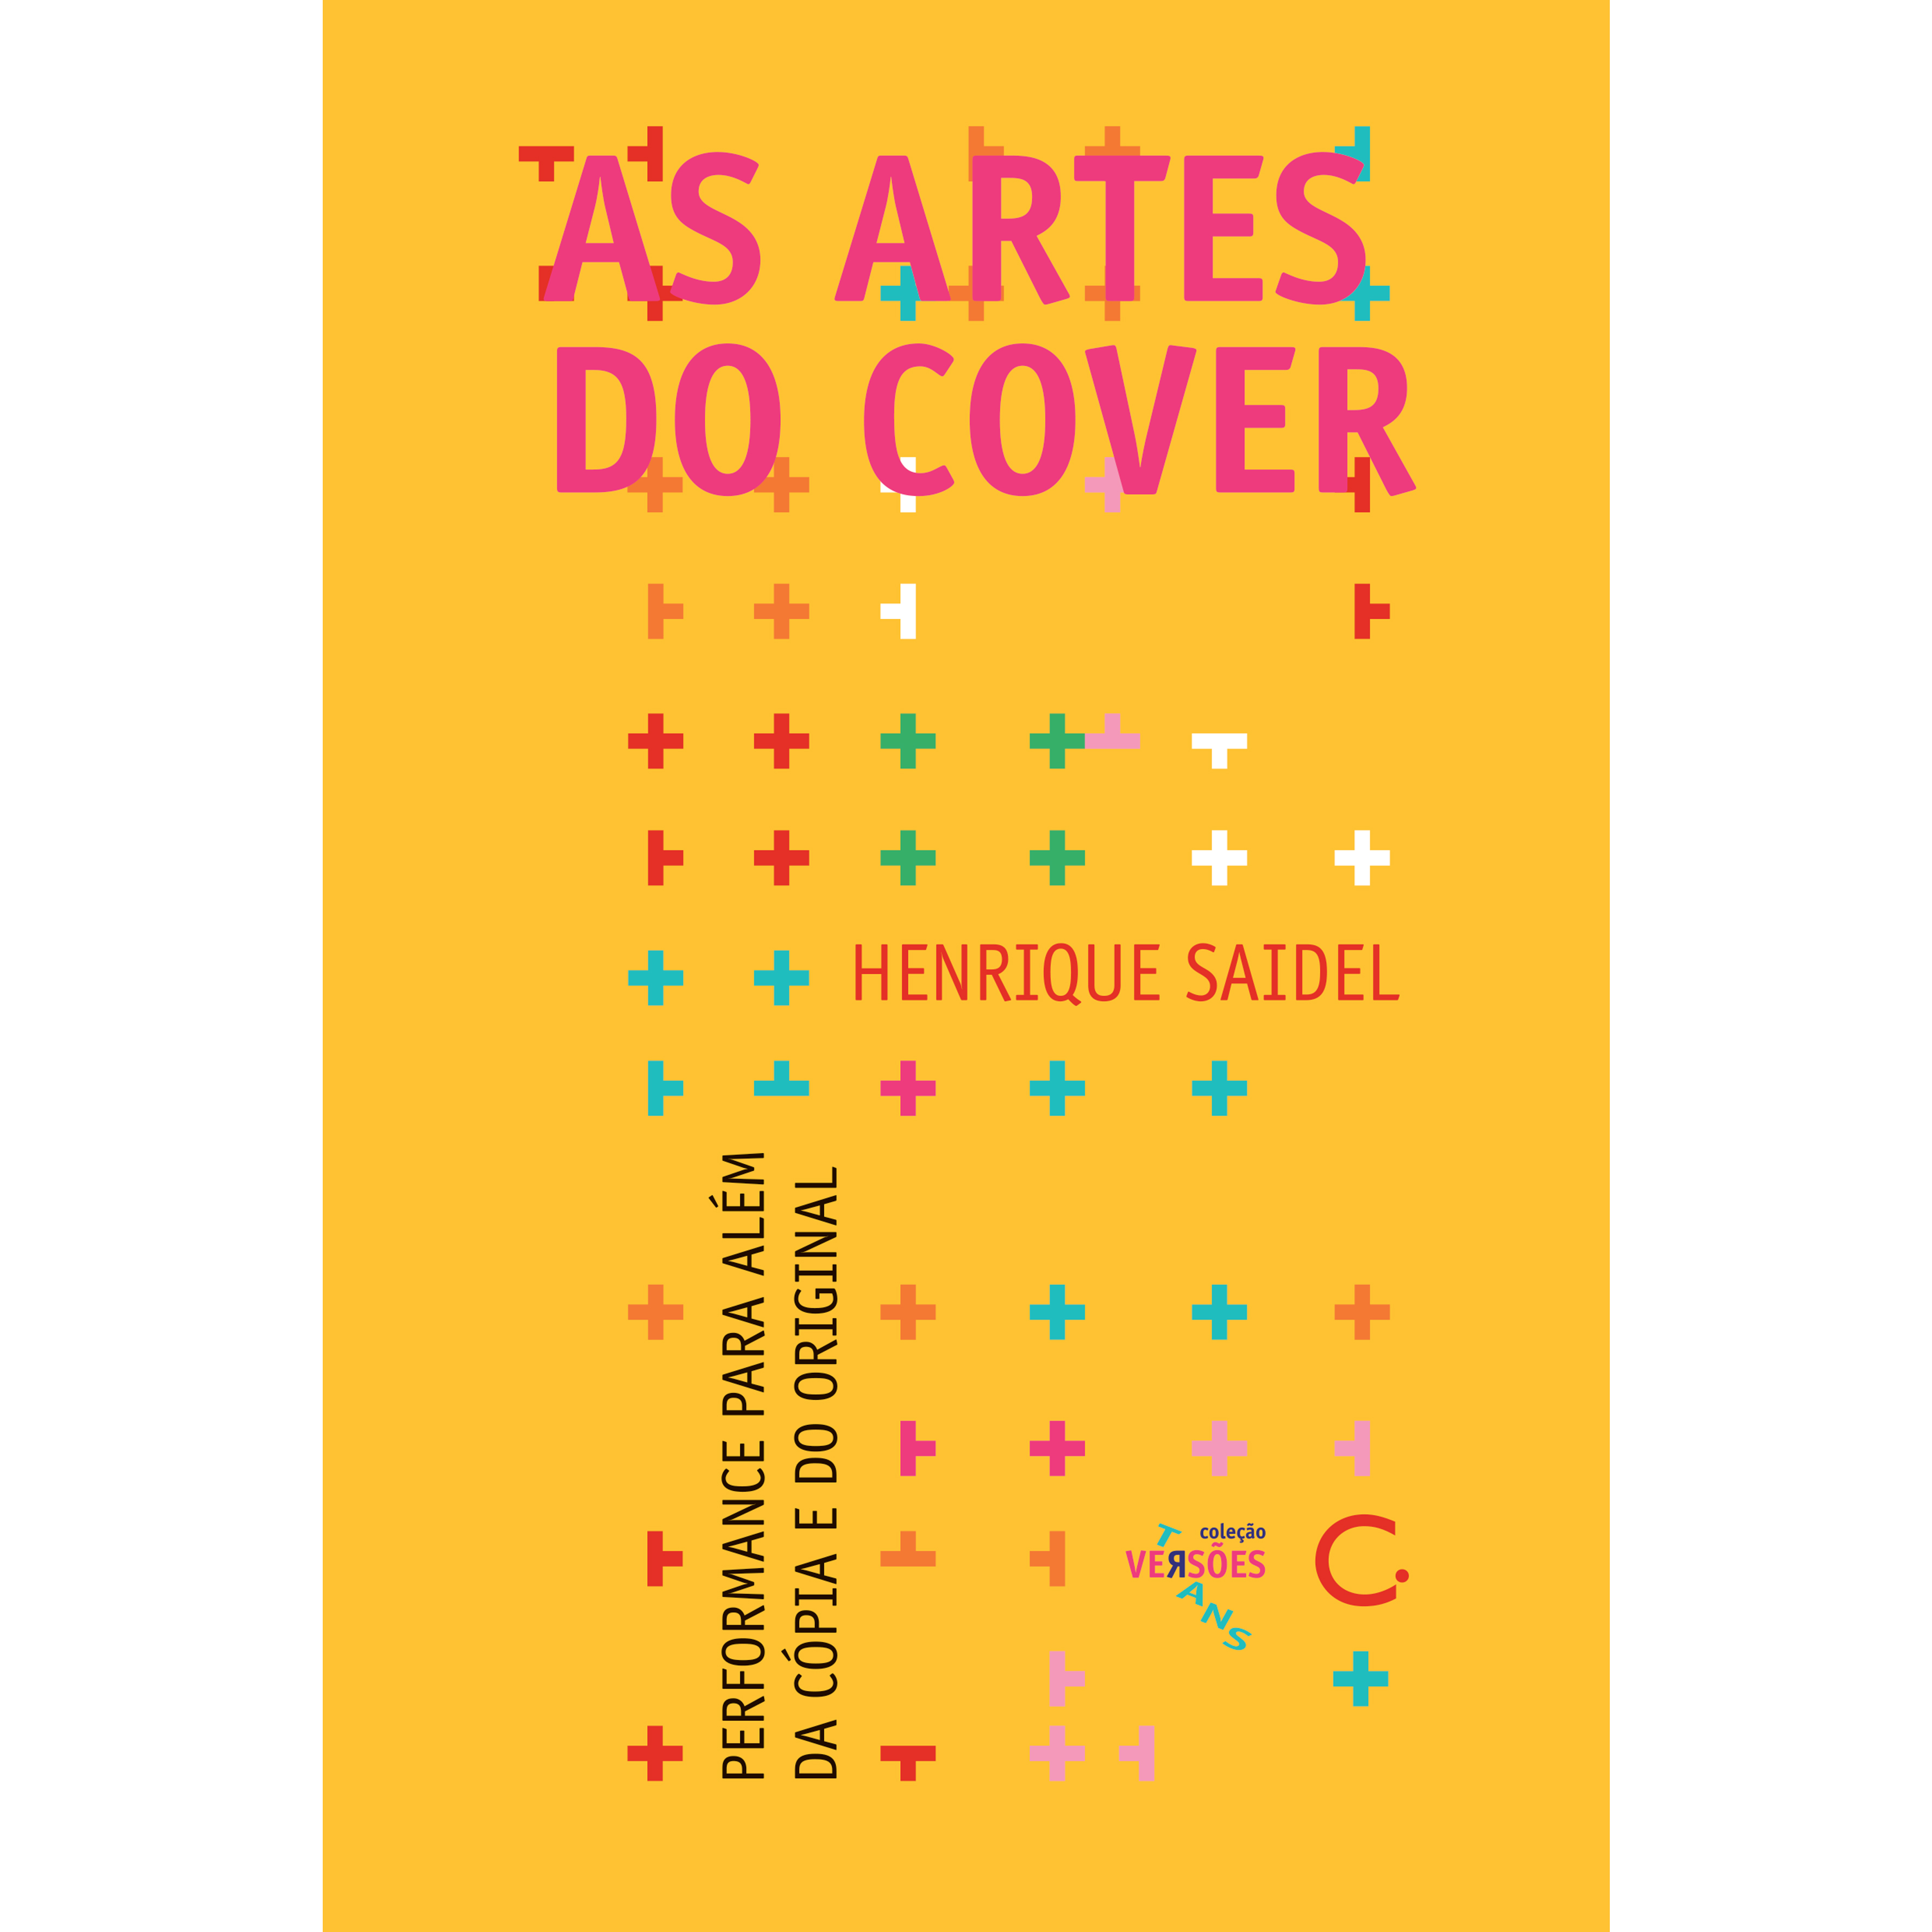 AS ARTES
DO COVER
HENRIQUE SAIDEL
PERFORMANCE PARA ALÉM
DA CÓPIA E DO ORIGINAL
coleção
TRANS
VERSÕES
C.